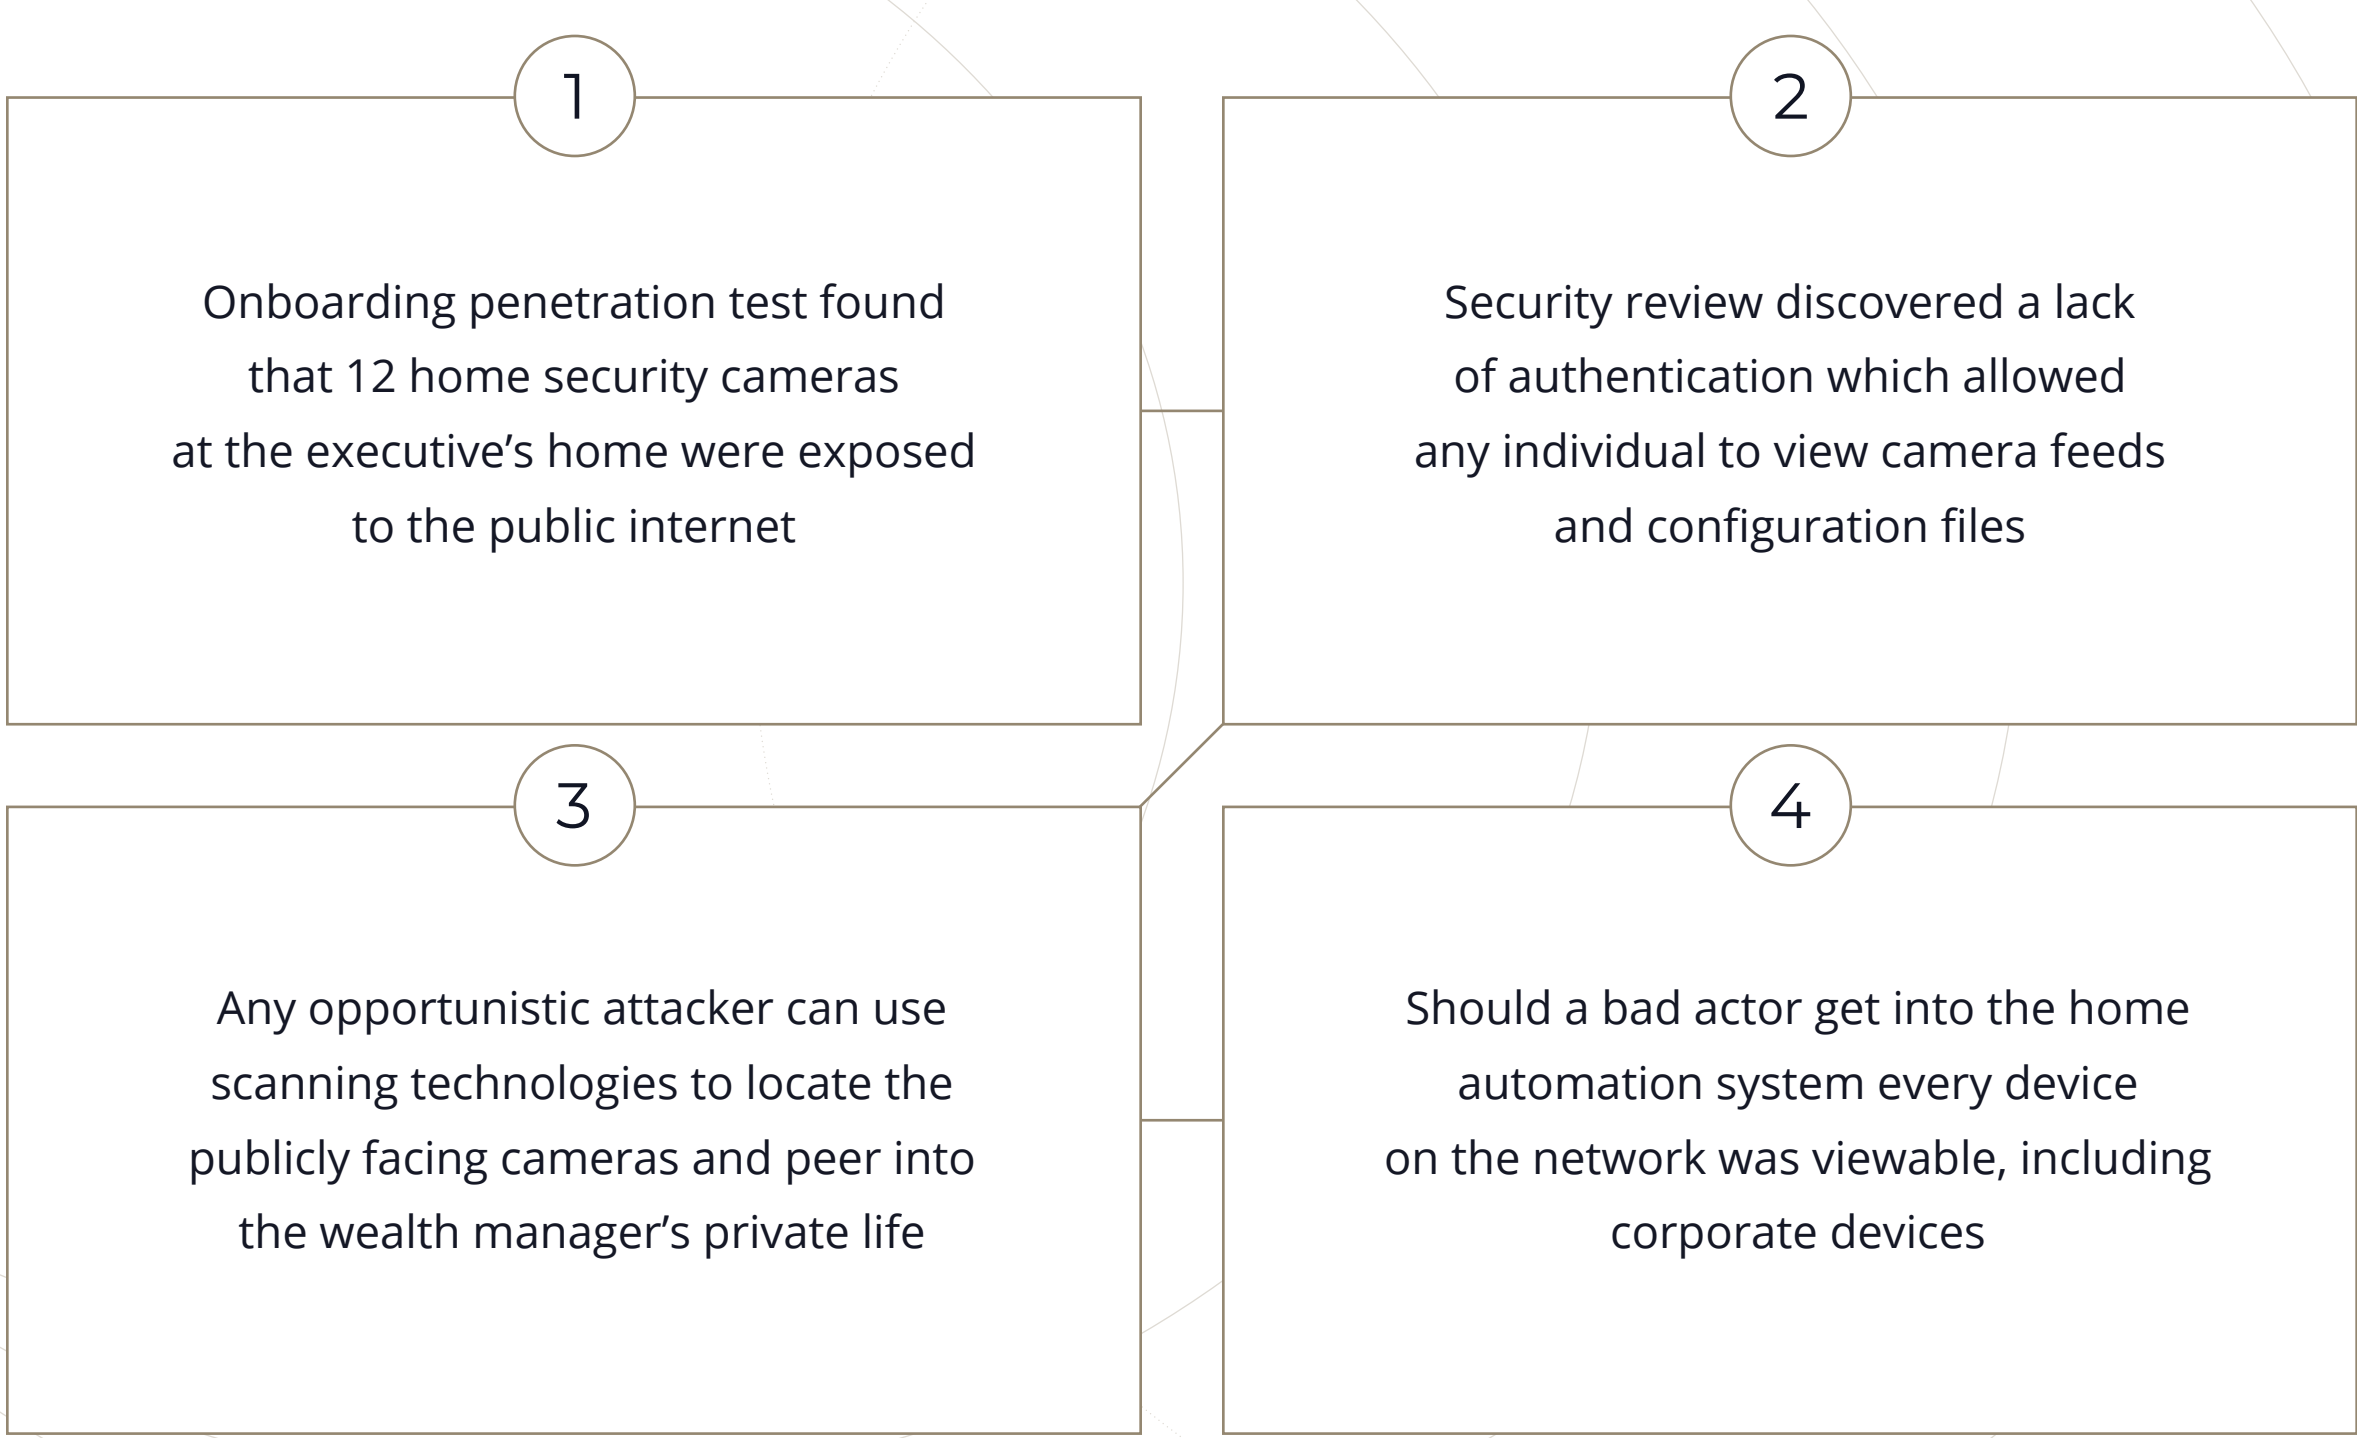 1
Onboarding penetration test found
that 12 home security cameras
at the executive’s home were exposed
to the public internet
2
Security review discovered a lack
of authentication which allowed
any individual to view camera feeds
and configuration files
3
Any opportunistic attacker can use
scanning technologies to locate the
publicly facing cameras and peer into
the wealth manager’s private life
4
Should a bad actor get into the home
automation system every device
on the network was viewable, including
corporate devices